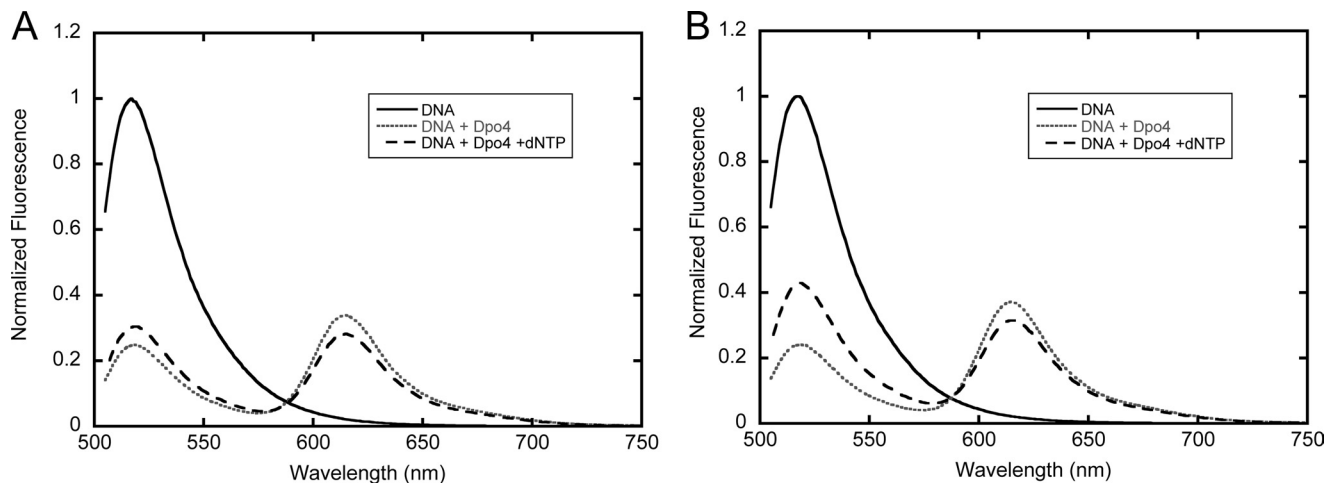 A
Normalized Fluorescence
1.2
1
0.8
0.6
0.4
0.2
0
500
550
600
650
700
750
Wavelength (nm)
DNA
DNA + Dpo4
DNA + Dpo4 +dNTP
B
Normalized Fluorescence
1.2
1
0.8
0.6
0.4
0.2
0
500
550
600
650
700
750
Wavelength (nm)
DNA
DNA + Dpo4
DNA + Dpo4 +dNTP